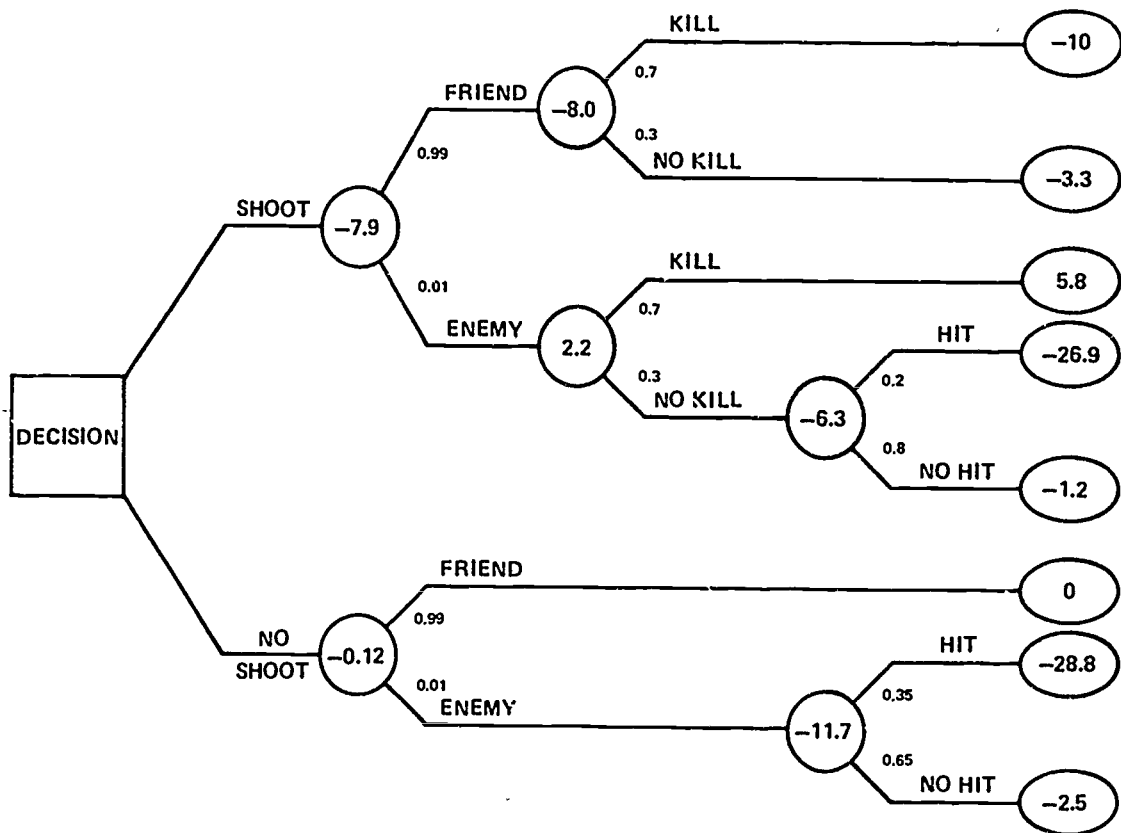 KILL
−10
0.7
FRIEND
−8.0
0.99
0.3
NO KILL
−3.3
SHOOT
−7.9
KILL
5.8
0.01
0.7
ENEMY
2.2
HIT
−26.9
0.3
0.2
NO KILL
−6.3
DECISION
0.8
NO HIT
−1.2
FRIEND
0
0.99
NO
SHOOT
−0.12
HIT
−28.8
0.01
0.35
ENEMY
−11.7
0.65
NO HIT
−2.5